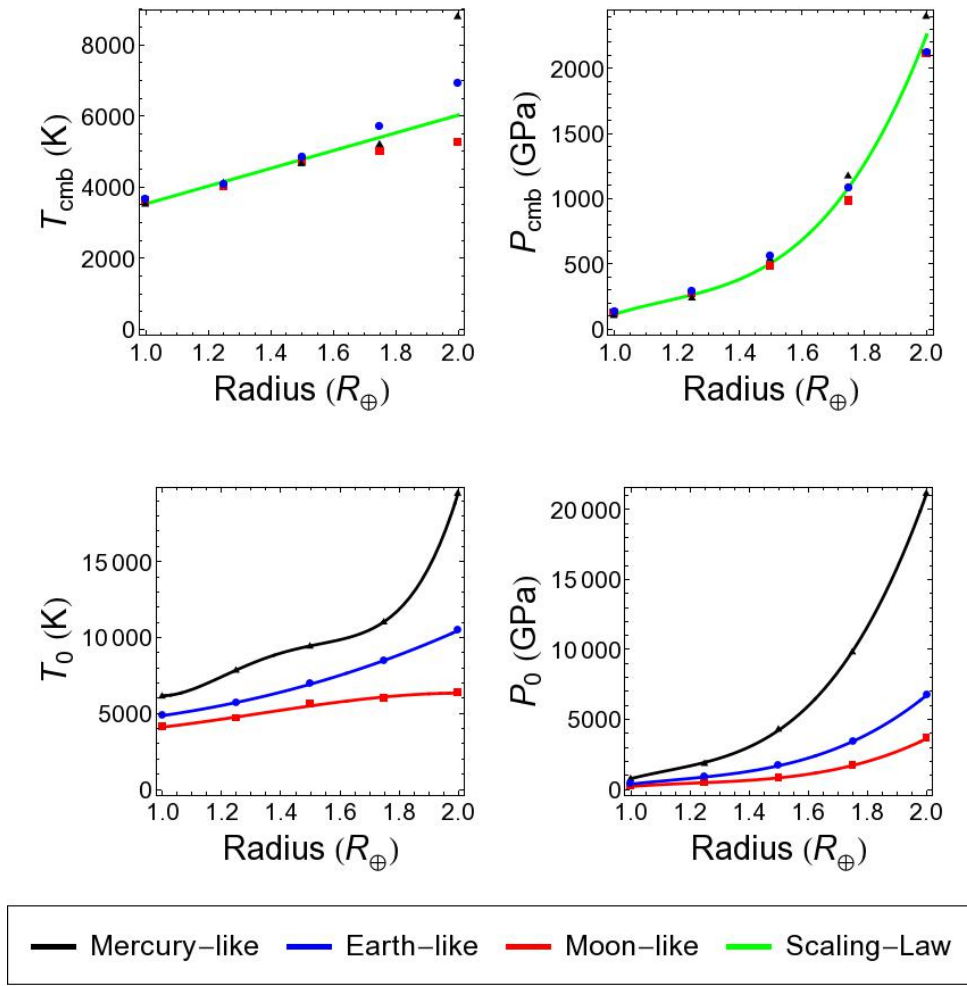 8000
6000
4000
2000
0
T_cmb (K)
1.0 1.2 1.4 1.6 1.8 2.0
Radius (R⊕)
2000
1500
1000
500
0
P_cmb (GPa)
1.0 1.2 1.4 1.6 1.8 2.0
Radius (R⊕)
15 000
10 000
5000
0
T_0 (K)
1.0 1.2 1.4 1.6 1.8 2.0
Radius (R⊕)
20 000
15 000
10 000
5000
0
P_0 (GPa)
1.0 1.2 1.4 1.6 1.8 2.0
Radius (R⊕)
Mercury–like Earth–like Moon–like Scaling–Law